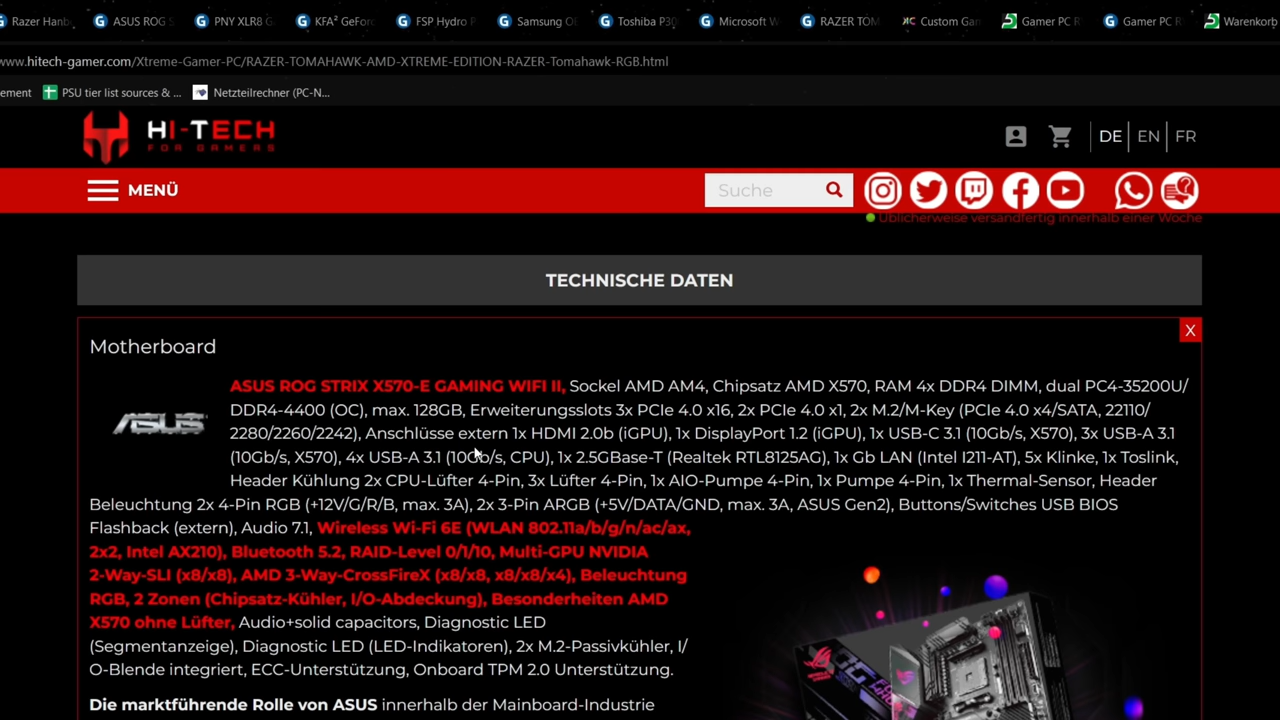 Razer Hanb
ASUS ROG S
PNY XLR8 G
KFA² GeFor
FSP Hydro P
Samsung O
Toshiba P30
Microsoft W
RAZER TOM
Custom Gan
Gamer PC R
Gamer PC R
Warenkorb
www.hitech-gamer.com/Xtreme-Gamer-PC/RAZER-TOMAHAWK-AMD-XTREME-EDITION-RAZER-Tomahawk-RGB.html
ement
PSU tier list sources & ...
Netzteilrechner (PC-N...
HI-TECH
FOR GAMERS
DE | EN | FR
MENÜ
Suche
Üblicherweise versandfertig innerhalb einer Woche
TECHNISCHE DATEN
X
Motherboard
ASUS
ASUS ROG STRIX X570-E GAMING WIFI II, Sockel AMD AM4, Chipsatz AMD X570, RAM 4x DDR4 DIMM, dual PC4-35200U/
DDR4-4400 (OC), max. 128GB, Erweiterungsslots 3x PCIe 4.0 x16, 2x PCIe 4.0 x1, 2x M.2/M-Key (PCIe 4.0 x4/SATA, 22110/
2280/2260/2242), Anschlüsse extern 1x HDMI 2.0b (iGPU), 1x DisplayPort 1.2 (iGPU), 1x USB-C 3.1 (10Gb/s, X570), 3x USB-A 3.1
(10Gb/s, X570), 4x USB-A 3.1 (10Gb/s, CPU), 1x 2.5GBase-T (Realtek RTL8125AG), 1x Gb LAN (Intel I211-AT), 5x Klinke, 1x Toslink,
Header Kühlung 2x CPU-Lüfter 4-Pin, 3x Lüfter 4-Pin, 1x AIO-Pumpe 4-Pin, 1x Pumpe 4-Pin, 1x Thermal-Sensor, Header
Beleuchtung 2x 4-Pin RGB (+12V/G/R/B, max. 3A), 2x 3-Pin ARGB (+5V/DATA/GND, max. 3A, ASUS Gen2), Buttons/Switches USB BIOS
Flashback (extern), Audio 7.1, Wireless Wi-Fi 6E (WLAN 802.11a/b/g/n/ac/ax,
2x2, Intel AX210), Bluetooth 5.2, RAID-Level 0/1/10, Multi-GPU NVIDIA
2-Way-SLI (x8/x8), AMD 3-Way-CrossFireX (x8/x8, x8/x8/x4), Beleuchtung
RGB, 2 Zonen (Chipsatz-Kühler, I/O-Abdeckung), Besonderheiten AMD
X570 ohne Lüfter, Audio+solid capacitors, Diagnostic LED
(Segmentanzeige), Diagnostic LED (LED-Indikatoren), 2x M.2-Passivkühler, I/
O-Blende integriert, ECC-Unterstützung, Onboard TPM 2.0 Unterstützung.
Die marktführende Rolle von ASUS innerhalb der Mainboard-Industrie